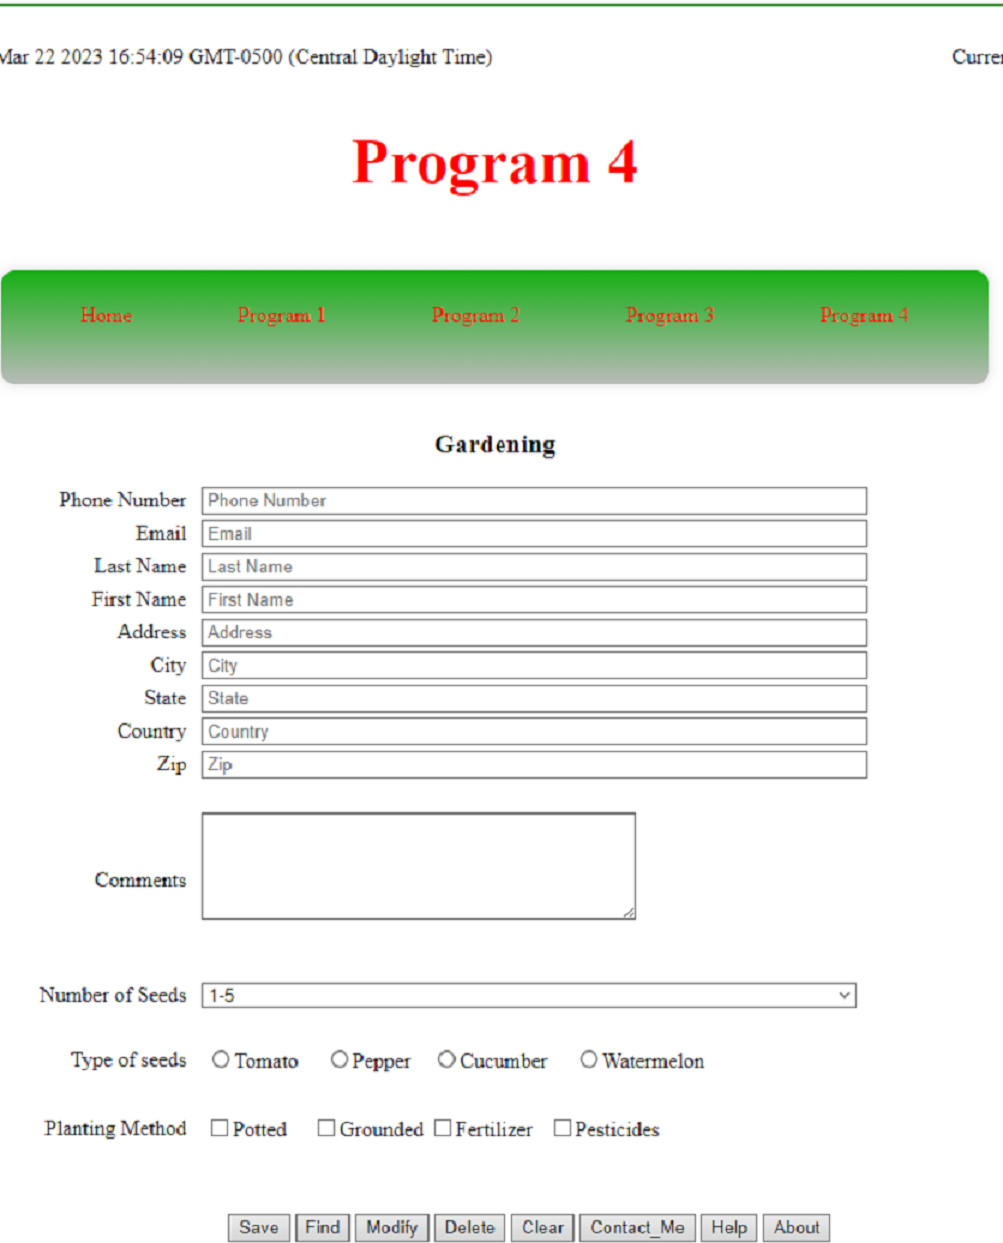 Mar 22 2023 16:54:09 GMT-0500 (Central Daylight Time)
Program 4
Home Program 1 Program 2 Program 3 Program 4
Gardening
Phone Number Phone Number
Email Email
Last Name Last Name
First Name First Name
Address Address
City City
State State
Country Country
Zip Zip
Comments
Number of Seeds 1-5
Type of seeds Tomato Pepper Cucumber Watermelon
Planting Method Potted Grounded Fertilizer Pesticides
Save Find Modify Delete Clear Contact_Me Help About